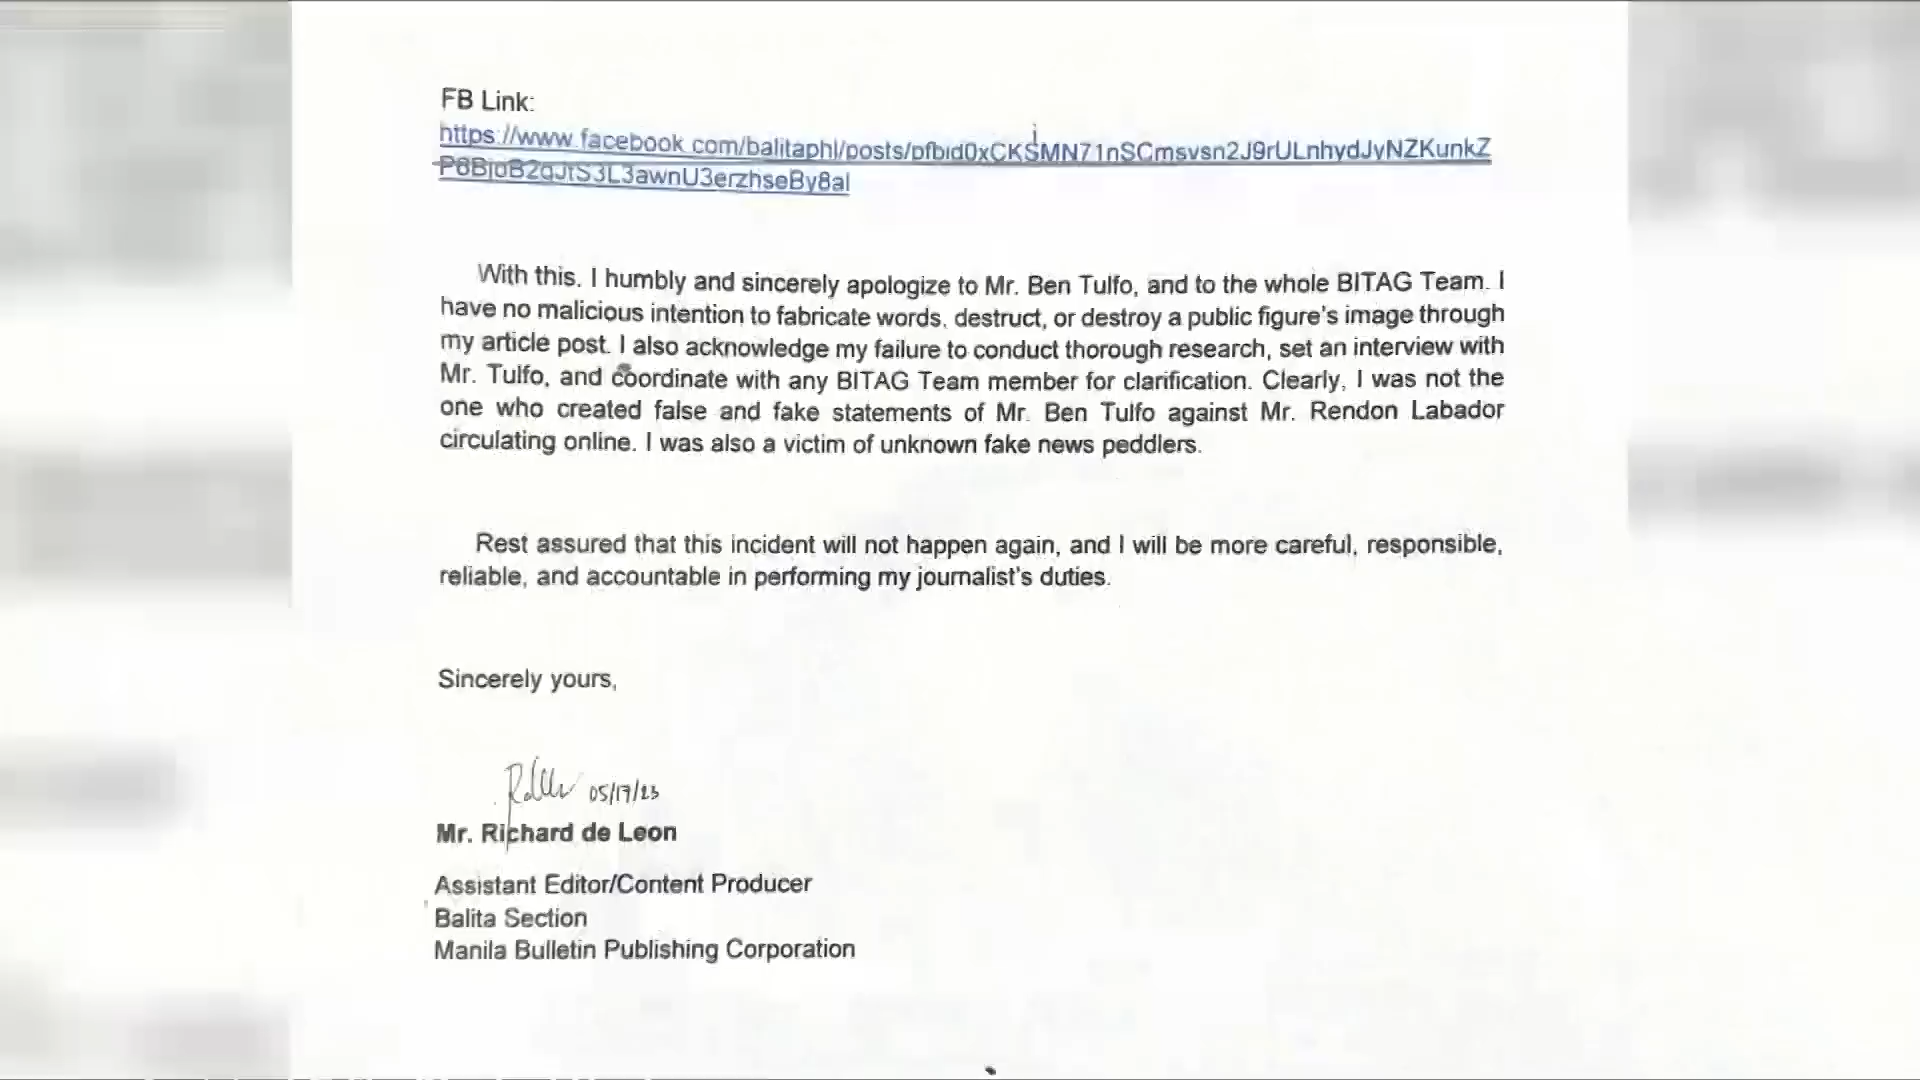 FB Link:
https://www.facebook.com/balitaphl/posts/pfbid0xCKSMN71nSCmsvsn2J9rULnhydJyNZKunkZ
P8BjoB2gJtS3L3awnU3erzhseBy8al
With this. I humbly and sincerely apologize to Mr. Ben Tulfo, and to the whole BITAG Team. I
have no malicious intention to fabricate words, destruct, or destroy a public figure's image through
my article post. I also acknowledge my failure to conduct thorough research, set an interview with
Mr. Tulfo, and coordinate with any BITAG Team member for clarification. Clearly, I was not the
one who created false and fake statements of Mr. Ben Tulfo against Mr. Rendon Labador
circulating online. I was also a victim of unknown fake news peddlers.
Rest assured that this incident will not happen again, and I will be more careful, responsible,
reliable, and accountable in performing my journalist's duties.
Sincerely yours,
05/17/23
Mr. Richard de Leon
Assistant Editor/Content Producer
Balita Section
Manila Bulletin Publishing Corporation